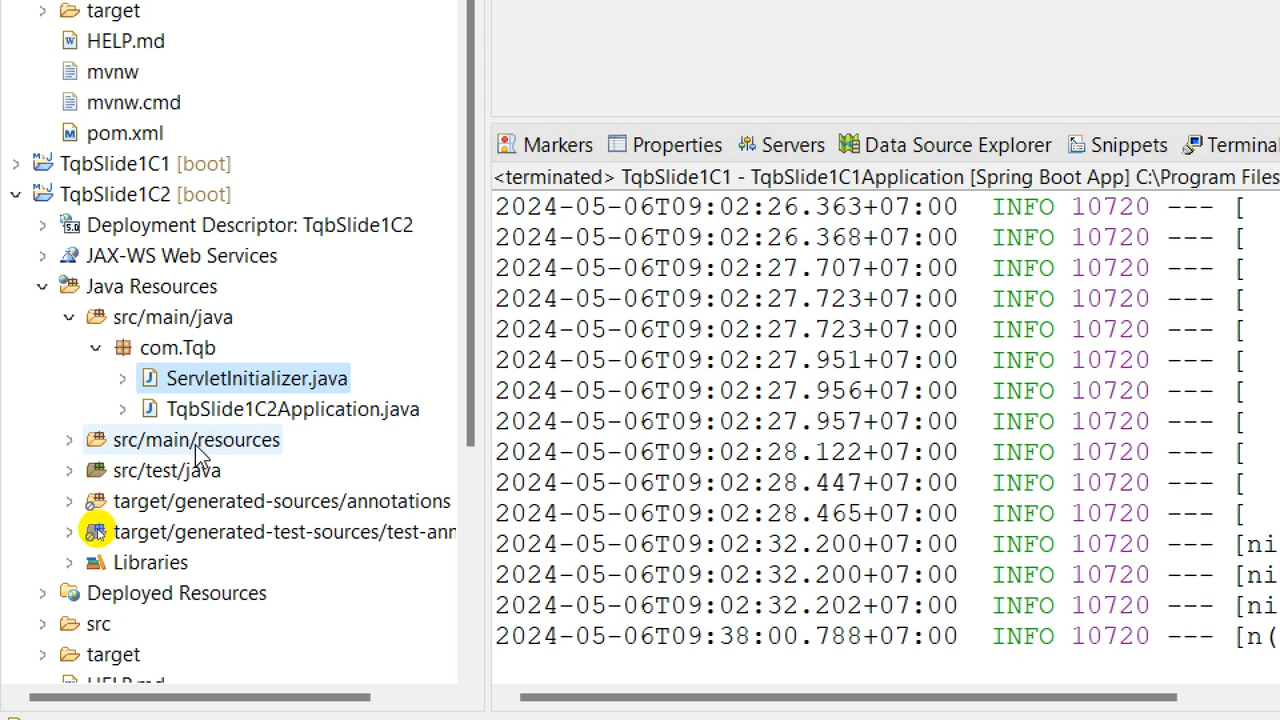 target
HELP.md
mvnw
mvnw.cmd
pom.xml
TqbSlide1C1 [boot]
TqbSlide1C2 [boot]
Deployment Descriptor: TqbSlide1C2
JAX-WS Web Services
Java Resources
src/main/java
com.Tqb
ServletInitializer.java
TqbSlide1C2Application.java
src/main/resources
src/test/java
target/generated-sources/annotations
target/generated-test-sources/test-ann
Libraries
Deployed Resources
src
target
HELP.md
Markers Properties Servers Data Source Explorer Snippets Terminal
<terminated> TqbSlide1C1 - TqbSlide1C1Application [Spring Boot App] C:\Program Files
2024-05-06T09:02:26.363+07:00 INFO 10720 --- [
2024-05-06T09:02:26.368+07:00 INFO 10720 --- [
2024-05-06T09:02:27.707+07:00 INFO 10720 --- [
2024-05-06T09:02:27.723+07:00 INFO 10720 --- [
2024-05-06T09:02:27.723+07:00 INFO 10720 --- [
2024-05-06T09:02:27.951+07:00 INFO 10720 --- [
2024-05-06T09:02:27.956+07:00 INFO 10720 --- [
2024-05-06T09:02:27.957+07:00 INFO 10720 --- [
2024-05-06T09:02:28.122+07:00 INFO 10720 --- [
2024-05-06T09:02:28.447+07:00 INFO 10720 --- [
2024-05-06T09:02:28.465+07:00 INFO 10720 --- [
2024-05-06T09:02:32.200+07:00 INFO 10720 --- [ni
2024-05-06T09:02:32.200+07:00 INFO 10720 --- [ni
2024-05-06T09:02:32.202+07:00 INFO 10720 --- [ni
2024-05-06T09:38:00.788+07:00 INFO 10720 --- [n(